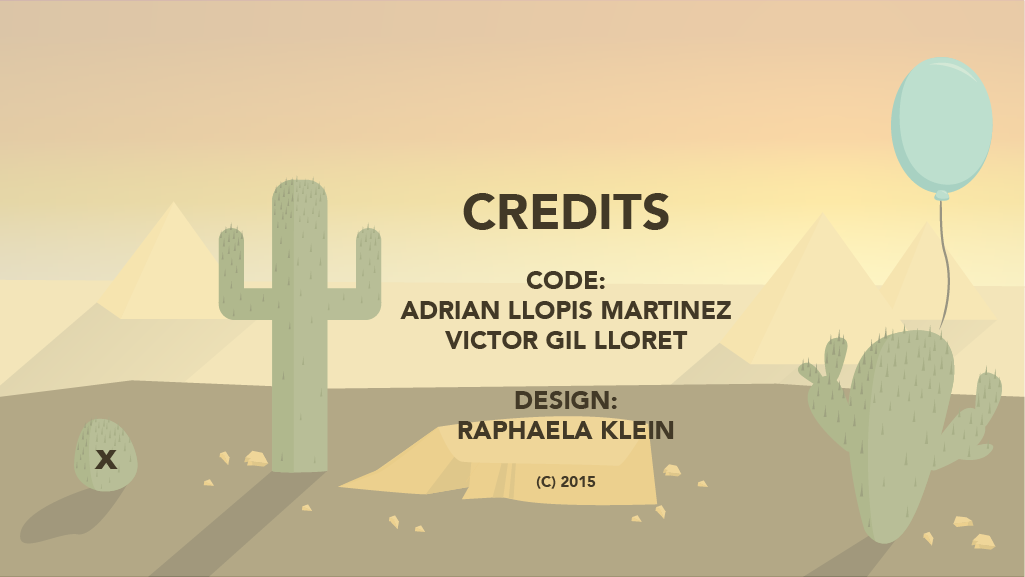 CREDITS
CODE:
ADRIAN LLOPIS MARTINEZ
VICTOR GIL LLORET
DESIGN:
RAPHAELA KLEIN
X
(C) 2015